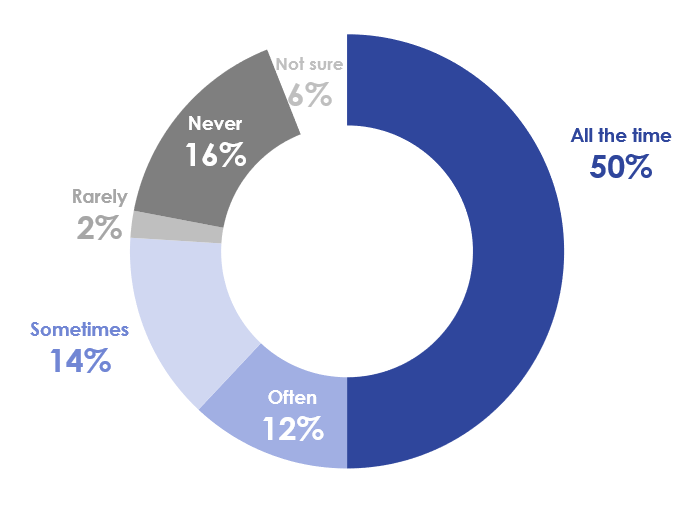 Not sure
6%
Never
16%
All the time
50%
Rarely
2%
Sometimes
14%
Often
12%